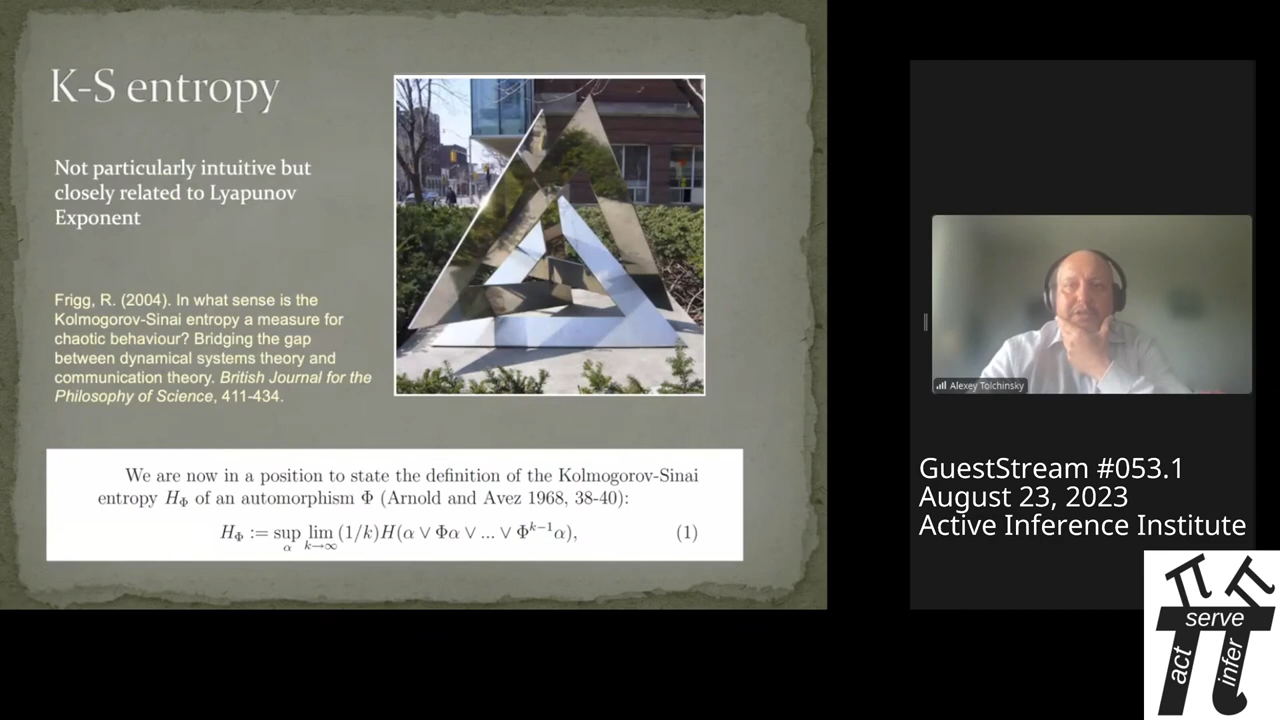 K-S entropy
Not particularly intuitive but
closely related to Lyapunov
Exponent
Frigg, R. (2004). In what sense is the
Kolmogorov-Sinai entropy a measure for
chaotic behaviour? Bridging the gap
between dynamical systems theory and
communication theory. British Journal for the
Philosophy of Science, 411-434.
We are now in a position to state the definition of the Kolmogorov-Sinai
entropy H_Φ of an automorphism Φ (Arnold and Avez 1968, 38-40):
H_Φ := sup_α lim_{k→∞} (1/k)H(α ∨ Φα ∨ ... ∨ Φ^{k−1}α), (1)
Alexey Tolchinsky
GuestStream #053.1
August 23, 2023
Active Inference Institute
π π
serve
act infer